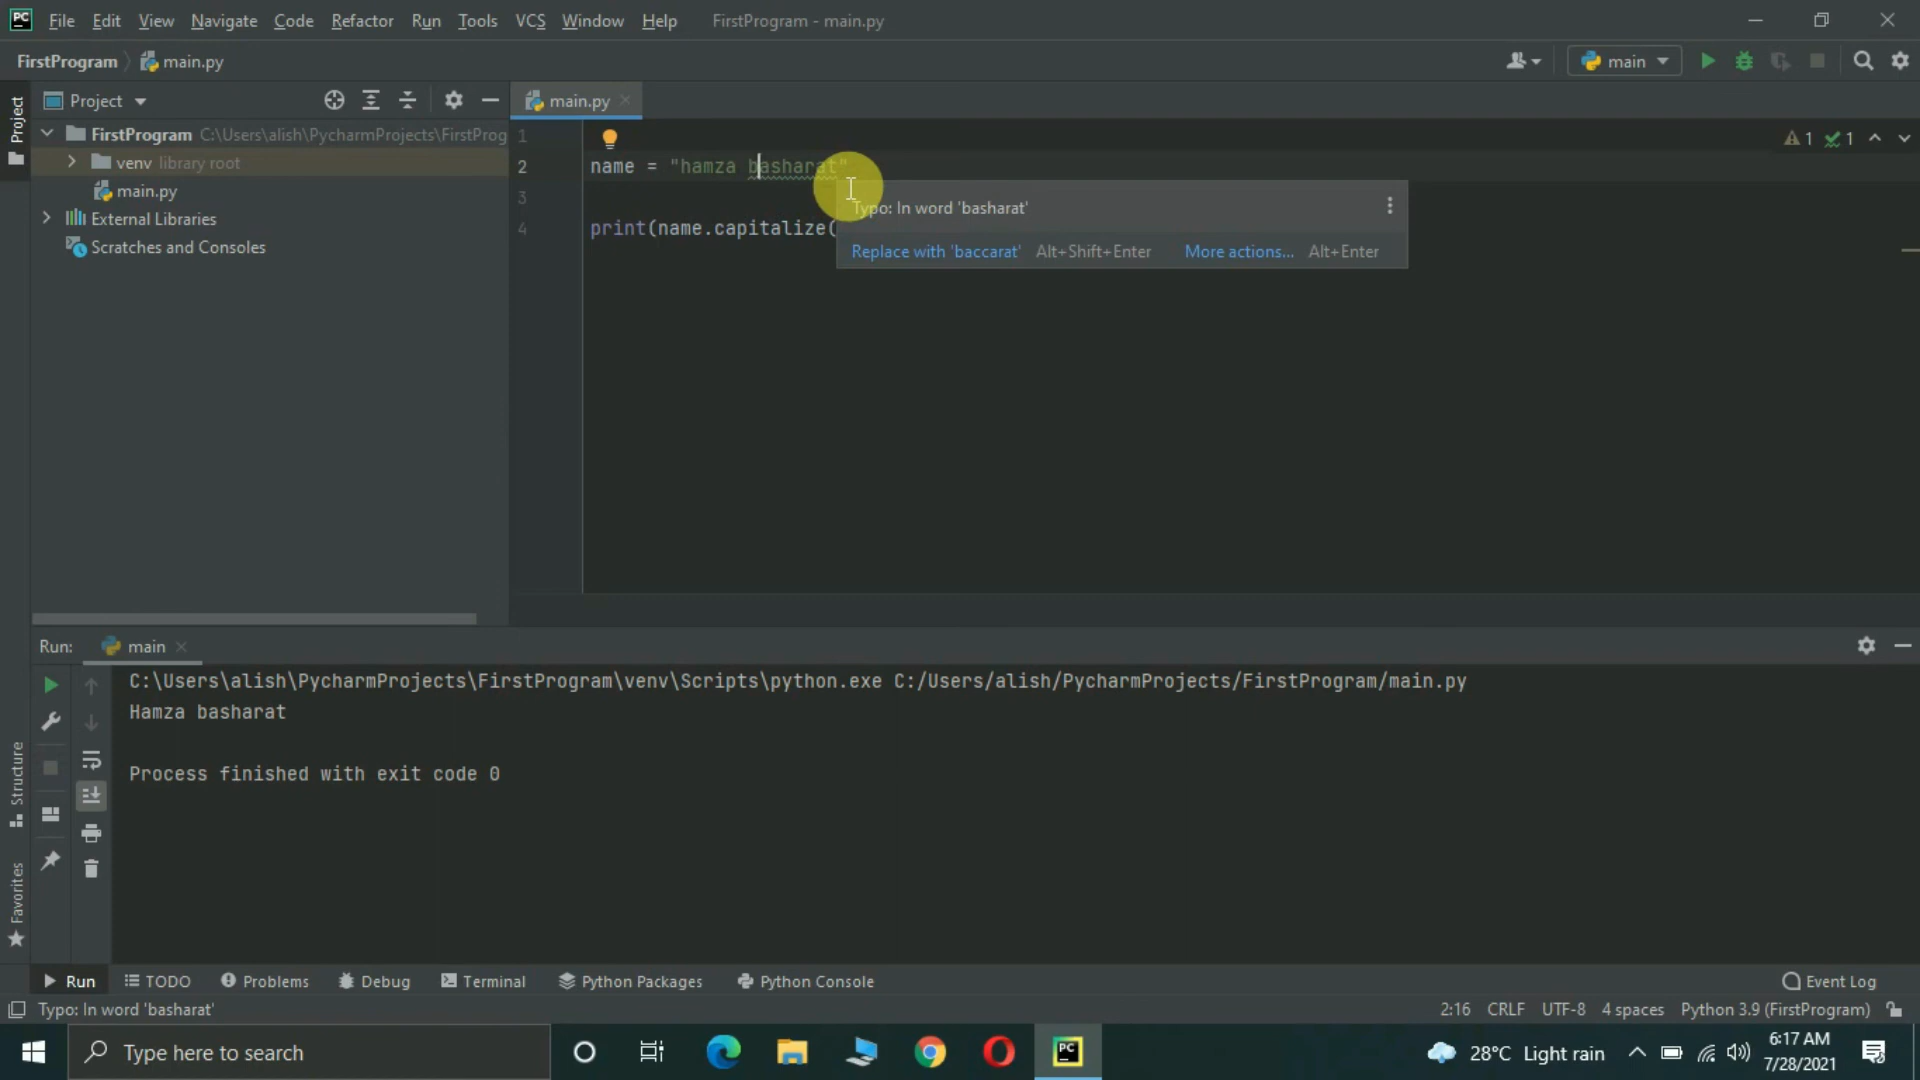 PC File Edit View Navigate Code Refactor Run Tools VCS Window Help FirstProgram - main.py
FirstProgram main.py main
Project main.py
Project
FirstProgram C:\Users\alish\PycharmProjects\FirstProg
venv library root
main.py
External Libraries
Scratches and Consoles
1
2 name = "hamza basharat"
3
4 print(name.capitalize(
1 1
Typo: In word 'basharat'
Replace with 'baccarat' Alt+Shift+Enter More actions... Alt+Enter
Run: main
C:\Users\alish\PycharmProjects\FirstProgram\venv\Scripts\python.exe C:/Users/alish/PycharmProjects/FirstProgram/main.py
Hamza basharat
Process finished with exit code 0
Structure
Favorites
Run TODO Problems Debug Terminal Python Packages Python Console Event Log
Typo: In word 'basharat' 2:16 CRLF UTF-8 4 spaces Python 3.9 (FirstProgram)
Type here to search PC 28°C Light rain 6:17 AM
7/28/2021